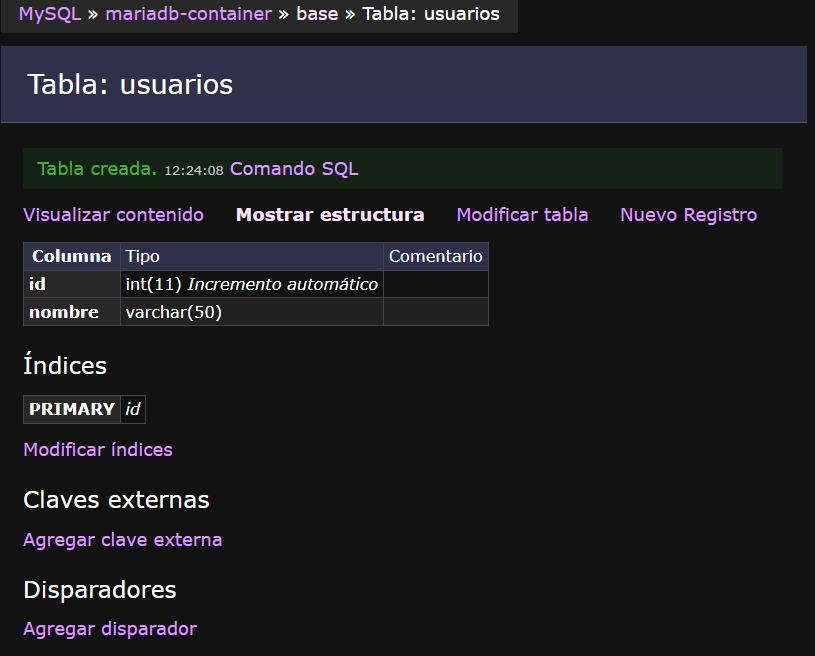 MySQL » mariadb-container » base » Tabla: usuarios
Tabla: usuarios
Tabla creada. 12:24:08 Comando SQL
Visualizar contenido Mostrar estructura Modificar tabla Nuevo Registro
Columna Tipo Comentario
id int(11) Incremento automático
nombre varchar(50)
Índices
PRIMARY id
Modificar índices
Claves externas
Agregar clave externa
Disparadores
Agregar disparador